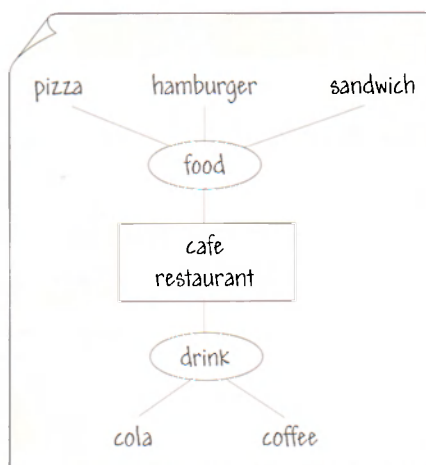 pizza hamburger sandwich
food
cafe
restaurant
drink
cola coffee